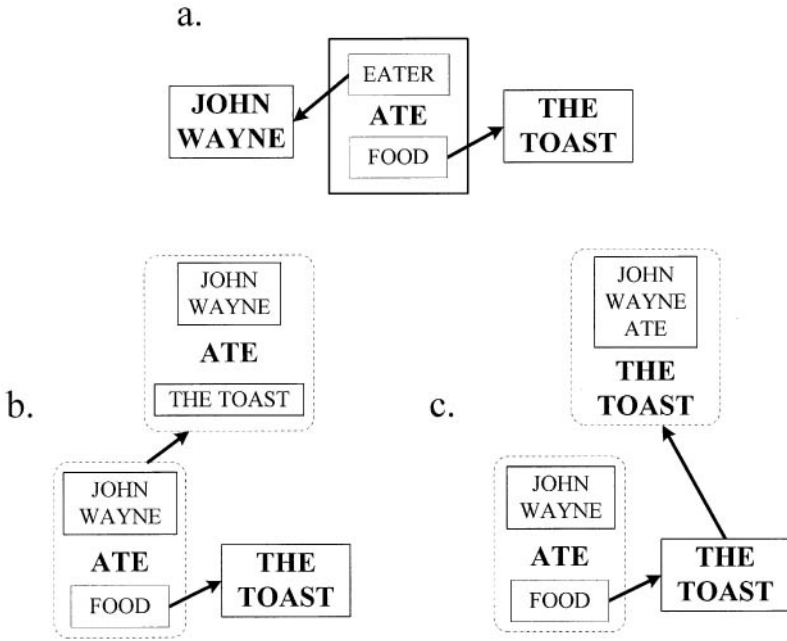 a.
EATER
JOHN
WAYNE
ATE
THE
TOAST
FOOD
b.
JOHN
WAYNE
ATE
THE TOAST
JOHN
WAYNE
ATE
FOOD
THE
TOAST
c.
JOHN
WAYNE
ATE
THE
TOAST
JOHN
WAYNE
ATE
FOOD
THE
TOAST